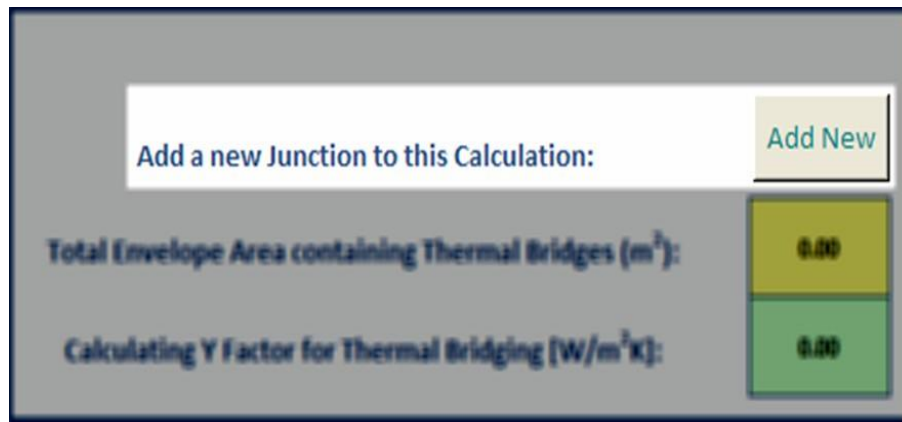 Add a new Junction to this Calculation:
Add New
Total Envelope Area containing Thermal Bridges (m²):
0.00
Calculating Y Factor for Thermal Bridging [W/m²K]:
0.00